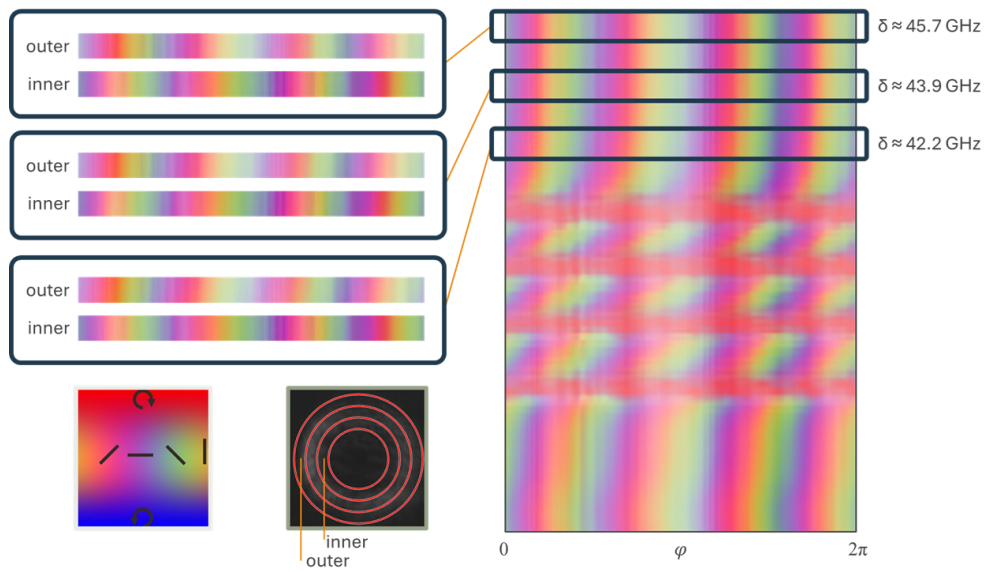 outer
inner
outer
inner
outer
inner
inner
outer
δ ≈ 45.7 GHz
δ ≈ 43.9 GHz
δ ≈ 42.2 GHz
0
φ
2π